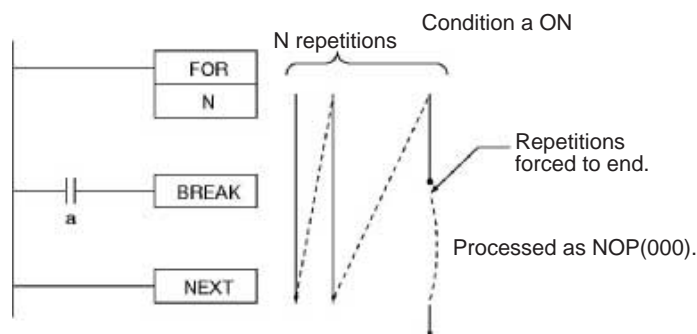 Condition a ON
N repetitions
FOR
N
Repetitions
forced to end.
BREAK
a
Processed as NOP(000).
NEXT